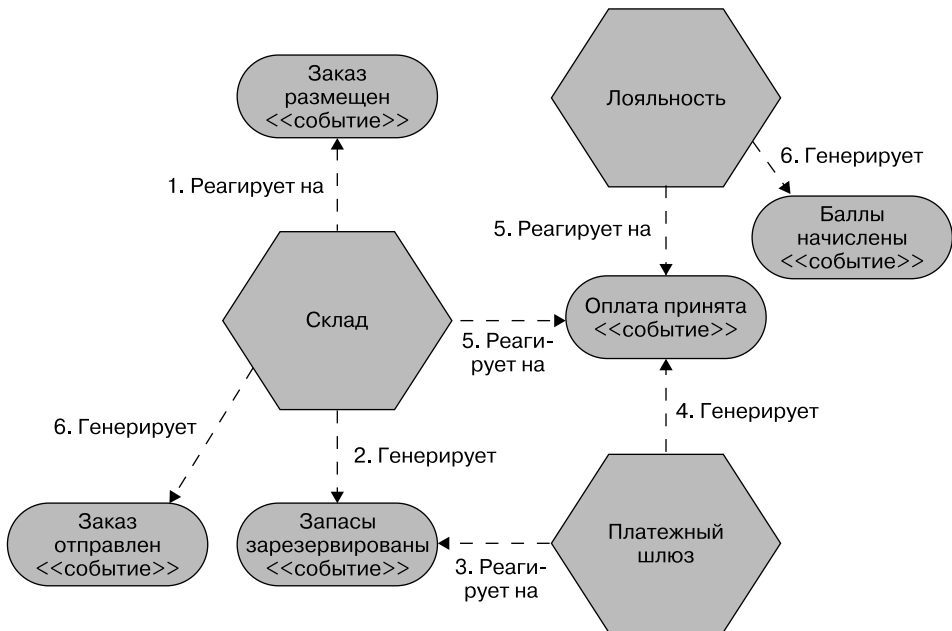 Заказ
размещен
<<событие>>
Лояльность
1. Реагирует на
6. Генерирует
5. Реагирует на
Баллы
начислены
<<событие>>
Склад
Оплата принята
<<событие>>
5. Реаги-
рует на
6. Генерирует
4. Генерирует
2. Генерирует
Заказ
отправлен
<<событие>>
Запасы
зарезервированы
<<событие>>
3. Реаги-
рует на
Платежный
шлюз